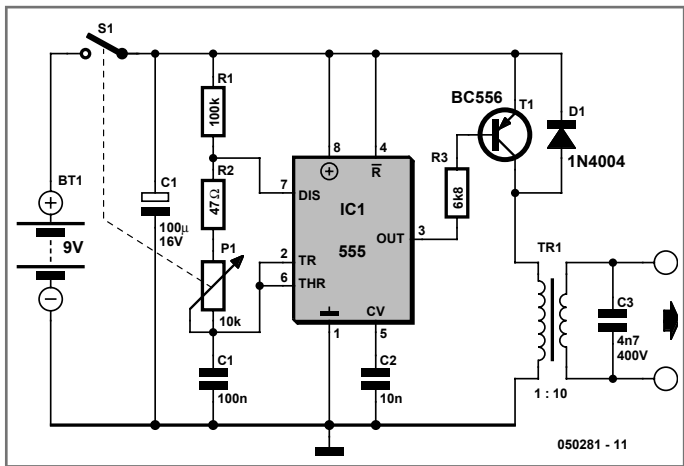 S1
R1
100k
BC556
T1
D1
1N4004
8
4
R
R3
6k8
BT1
9V
C1
100µ
16V
R2
47Ω
7
DIS
IC1
555
OUT
3
2
TR
6
THR
P1
10k
CV
1
5
TR1
C3
4n7
400V
C1
100n
C2
10n
1 : 10
050281 - 11